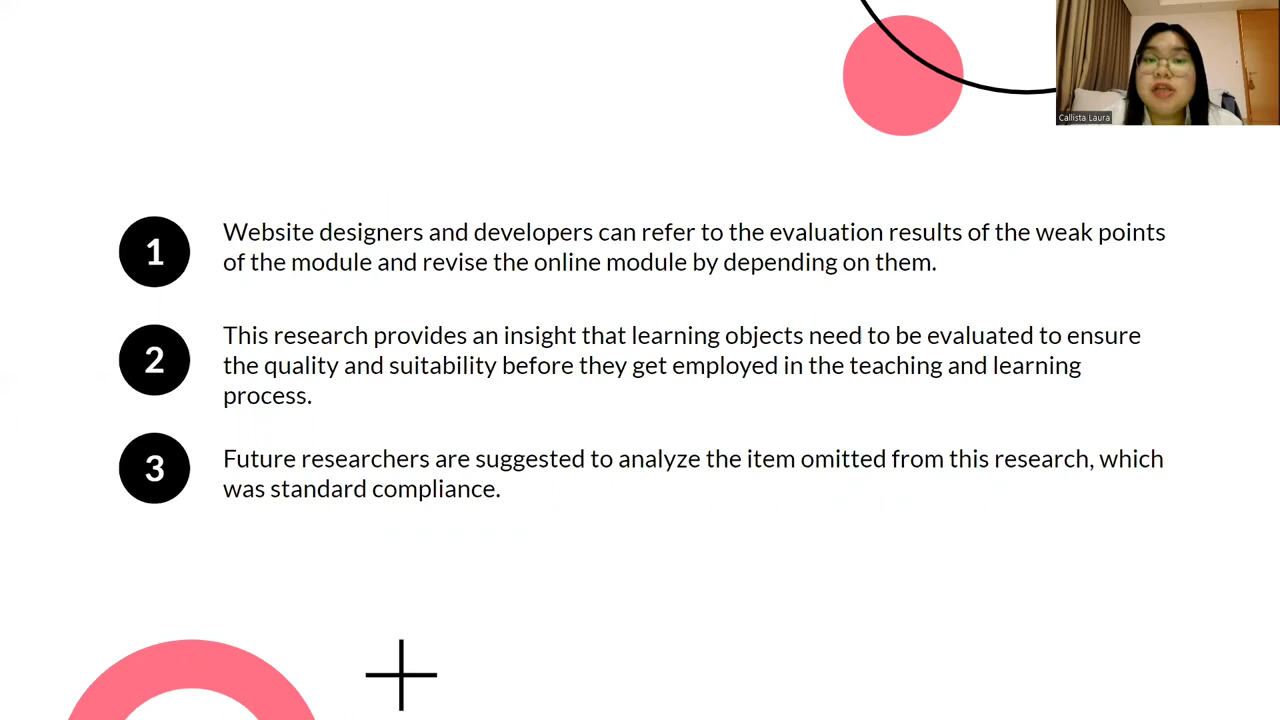 Callista Laura
1
Website designers and developers can refer to the evaluation results of the weak points
of the module and revise the online module by depending on them.
2
This research provides an insight that learning objects need to be evaluated to ensure
the quality and suitability before they get employed in the teaching and learning
process.
3
Future researchers are suggested to analyze the item omitted from this research, which
was standard compliance.